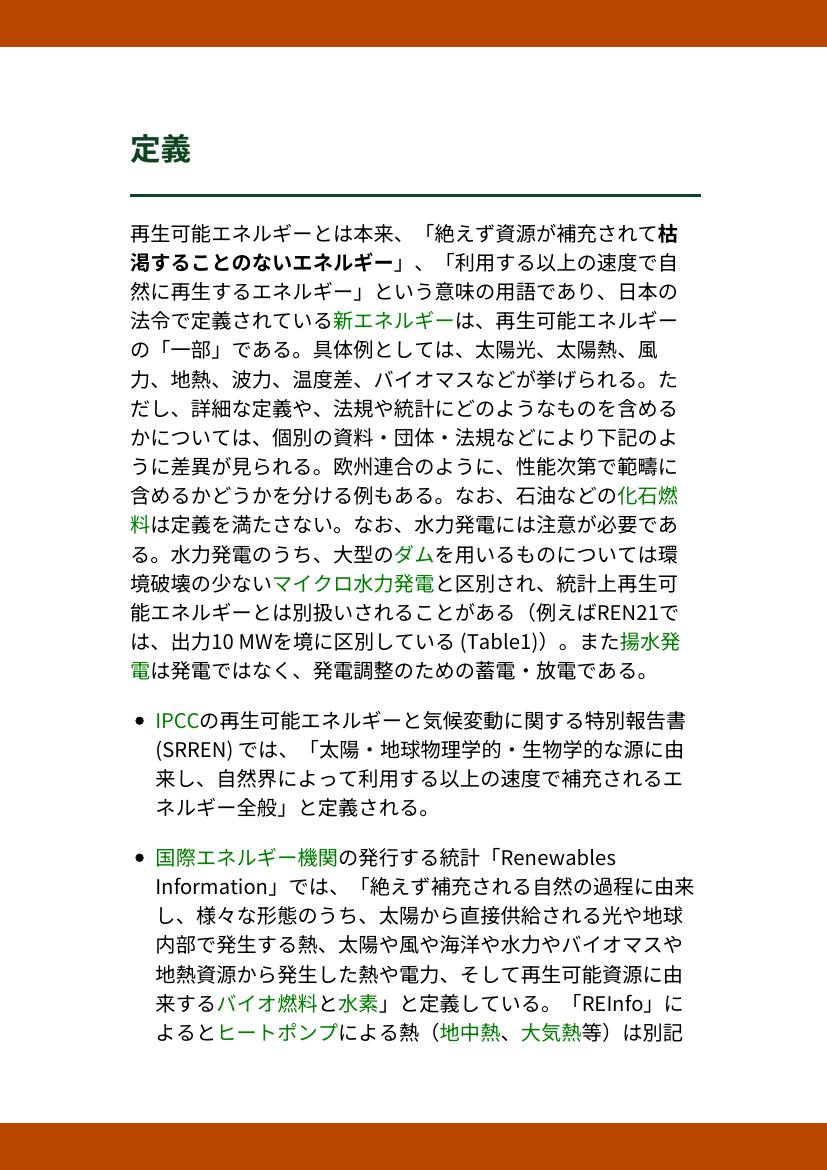 定義
再生可能エネルギーとは本来、「絶えず資源が補充されて枯
渇することのないエネルギー」、「利用する以上の速度で自
然に再生するエネルギー」という意味の用語であり、日本の
法令で定義されている新エネルギーは、再生可能エネルギー
の「一部」である。具体例としては、太陽光、太陽熱、風
力、地熱、波力、温度差、バイオマスなどが挙げられる。た
だし、詳細な定義や、法規や統計にどのようなものを含める
かについては、個別の資料・団体・法規などにより下記のよ
うに差異が見られる。欧州連合のように、性能次第で範疇に
含めるかどうかを分ける例もある。なお、石油などの化石燃
料は定義を満たさない。なお、水力発電には注意が必要であ
る。水力発電のうち、大型のダムを用いるものについては環
境破壊の少ないマイクロ水力発電と区別され、統計上再生可
能エネルギーとは別扱いされることがある（例えばREN21で
は、出力10 MWを境に区別している (Table1)）。また揚水発
電は発電ではなく、発電調整のための蓄電・放電である。
• IPCCの再生可能エネルギーと気候変動に関する特別報告書
(SRREN) では、「太陽・地球物理学的・生物学的な源に由
来し、自然界によって利用する以上の速度で補充されるエ
ネルギー全般」と定義される。
• 国際エネルギー機関の発行する統計「Renewables
Information」では、「絶えず補充される自然の過程に由来
し、様々な形態のうち、太陽から直接供給される光や地球
内部で発生する熱、太陽や風や海洋や水力やバイオマスや
地熱資源から発生した熱や電力、そして再生可能資源に由
来するバイオ燃料と水素」と定義している。「REInfo」に
よるとヒートポンプによる熱（地中熱、大気熱等）は別記